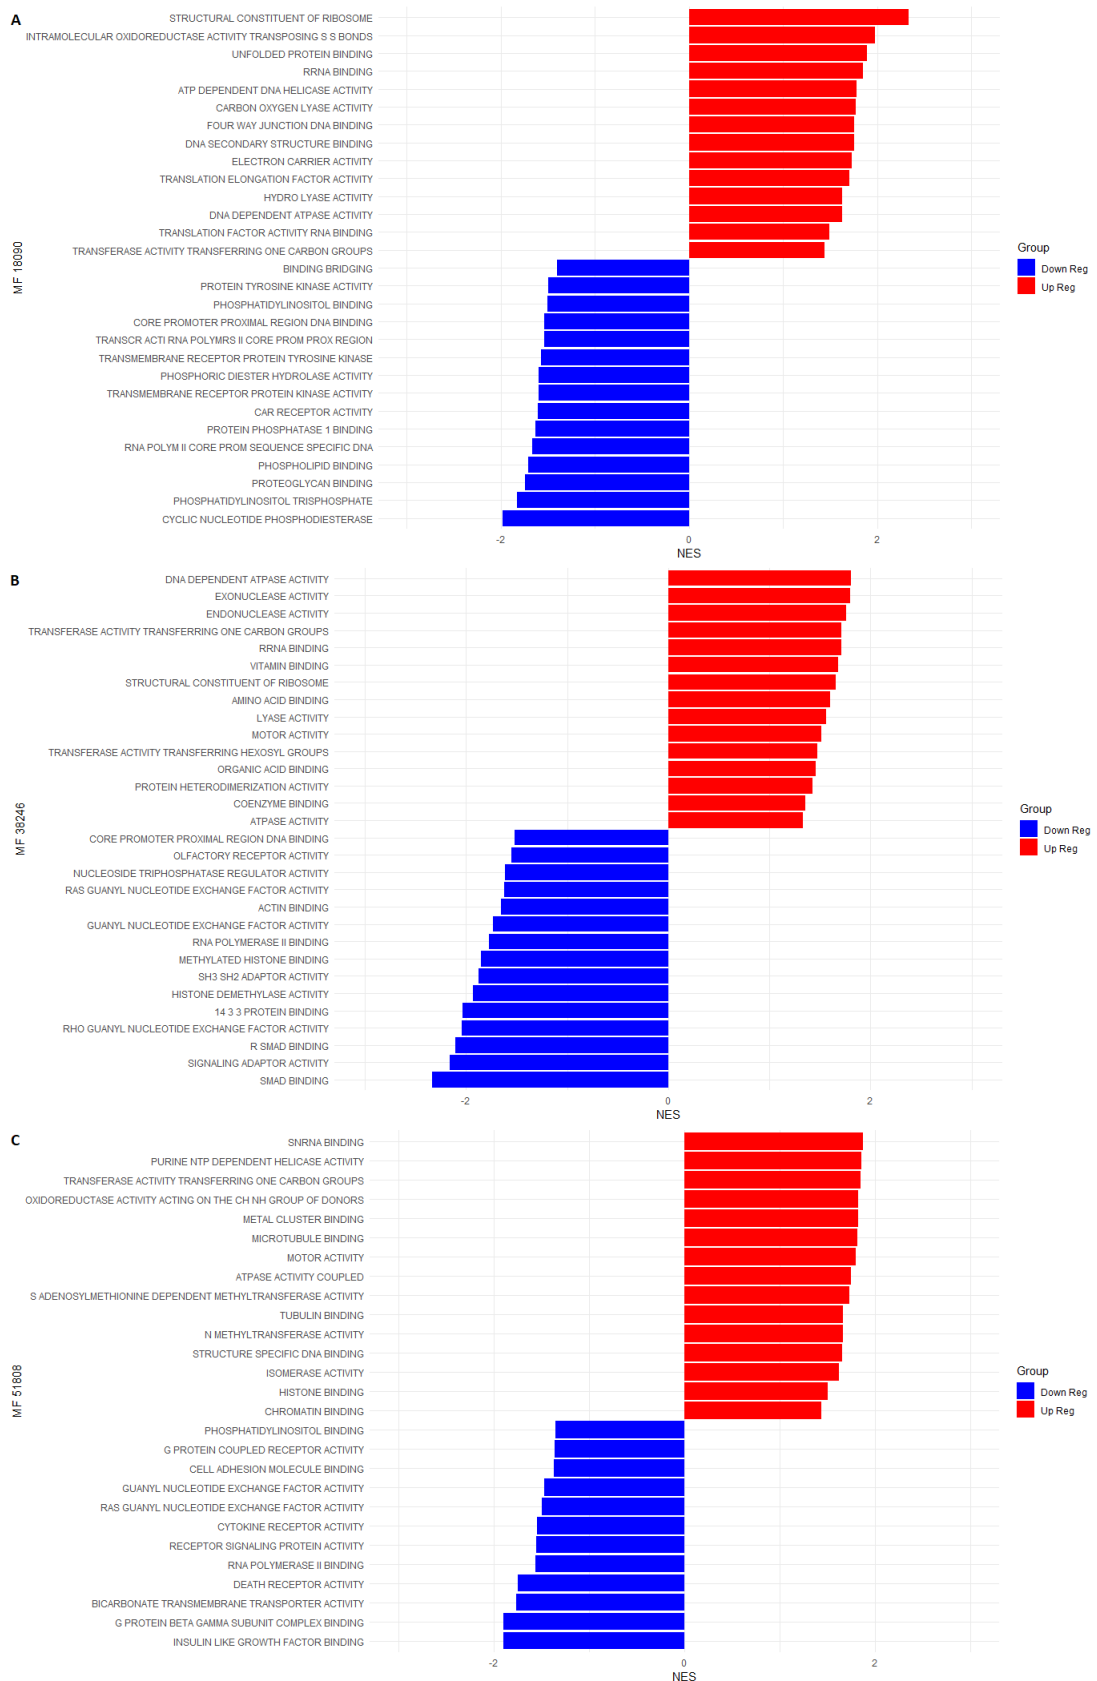 A
STRUCTURAL CONSTITUENT OF RIBOSOME
INTRAMOLECULAR OXIDOREDUCTASE ACTIVITY TRANSPOSING S S BONDS
UNFOLDED PROTEIN BINDING
RRNA BINDING
ATP DEPENDENT DNA HELICASE ACTIVITY
CARBON OXYGEN LYASE ACTIVITY
FOUR WAY JUNCTION DNA BINDING
DNA SECONDARY STRUCTURE BINDING
ELECTRON CARRIER ACTIVITY
TRANSLATION ELONGATION FACTOR ACTIVITY
HYDRO LYASE ACTIVITY
DNA DEPENDENT ATPASE ACTIVITY
TRANSLATION FACTOR ACTIVITY RNA BINDING
TRANSFERASE ACTIVITY TRANSFERRING ONE CARBON GROUPS
BINDING BRIDGING
PROTEIN TYROSINE KINASE ACTIVITY
PHOSPHATIDYLINOSITOL BINDING
CORE PROMOTER PROXIMAL REGION DNA BINDING
TRANSCR ACTI RNA POLYMRS II CORE PROM PROX REGION
TRANSMEMBRANE RECEPTOR PROTEIN TYROSINE KINASE
PHOSPHORIC DIESTER HYDROLASE ACTIVITY
TRANSMEMBRANE RECEPTOR PROTEIN KINASE ACTIVITY
CAR RECEPTOR ACTIVITY
PROTEIN PHOSPHATASE 1 BINDING
RNA POLYM II CORE PROM SEQUENCE SPECIFIC DNA
PHOSPHOLIPID BINDING
PROTEOGLYCAN BINDING
PHOSPHATIDYLINOSITOL TRISPHOSPHATE
CYCLIC NUCLEOTIDE PHOSPHODIESTERASE
MF 18090
-2 0 2
NES
Group
Down Reg
Up Reg
B
DNA DEPENDENT ATPASE ACTIVITY
EXONUCLEASE ACTIVITY
ENDONUCLEASE ACTIVITY
TRANSFERASE ACTIVITY TRANSFERRING ONE CARBON GROUPS
RRNA BINDING
VITAMIN BINDING
STRUCTURAL CONSTITUENT OF RIBOSOME
AMINO ACID BINDING
LYASE ACTIVITY
MOTOR ACTIVITY
TRANSFERASE ACTIVITY TRANSFERRING HEXOSYL GROUPS
ORGANIC ACID BINDING
PROTEIN HETERODIMERIZATION ACTIVITY
COENZYME BINDING
ATPASE ACTIVITY
CORE PROMOTER PROXIMAL REGION DNA BINDING
OLFACTORY RECEPTOR ACTIVITY
NUCLEOSIDE TRIPHOSPHATASE REGULATOR ACTIVITY
RAS GUANYL NUCLEOTIDE EXCHANGE FACTOR ACTIVITY
ACTIN BINDING
GUANYL NUCLEOTIDE EXCHANGE FACTOR ACTIVITY
RNA POLYMERASE II BINDING
METHYLATED HISTONE BINDING
SH3 SH2 ADAPTOR ACTIVITY
HISTONE DEMETHYLASE ACTIVITY
14 3 3 PROTEIN BINDING
RHO GUANYL NUCLEOTIDE EXCHANGE FACTOR ACTIVITY
R SMAD BINDING
SIGNALING ADAPTOR ACTIVITY
SMAD BINDING
MF 38246
-2 0 2
NES
Group
Down Reg
Up Reg
C
SNRNA BINDING
PURINE NTP DEPENDENT HELICASE ACTIVITY
TRANSFERASE ACTIVITY TRANSFERRING ONE CARBON GROUPS
OXIDOREDUCTASE ACTIVITY ACTING ON THE CH NH GROUP OF DONORS
METAL CLUSTER BINDING
MICROTUBULE BINDING
MOTOR ACTIVITY
ATPASE ACTIVITY COUPLED
S ADENOSYLMETHIONINE DEPENDENT METHYLTRANSFERASE ACTIVITY
TUBULIN BINDING
N METHYLTRANSFERASE ACTIVITY
STRUCTURE SPECIFIC DNA BINDING
ISOMERASE ACTIVITY
HISTONE BINDING
CHROMATIN BINDING
PHOSPHATIDYLINOSITOL BINDING
G PROTEIN COUPLED RECEPTOR ACTIVITY
CELL ADHESION MOLECULE BINDING
GUANYL NUCLEOTIDE EXCHANGE FACTOR ACTIVITY
RAS GUANYL NUCLEOTIDE EXCHANGE FACTOR ACTIVITY
CYTOKINE RECEPTOR ACTIVITY
RECEPTOR SIGNALING PROTEIN ACTIVITY
RNA POLYMERASE II BINDING
DEATH RECEPTOR ACTIVITY
BICARBONATE TRANSMEMBRANE TRANSPORTER ACTIVITY
G PROTEIN BETA GAMMA SUBUNIT COMPLEX BINDING
INSULIN LIKE GROWTH FACTOR BINDING
MF 51808
-2 0 2
NES
Group
Down Reg
Up Reg